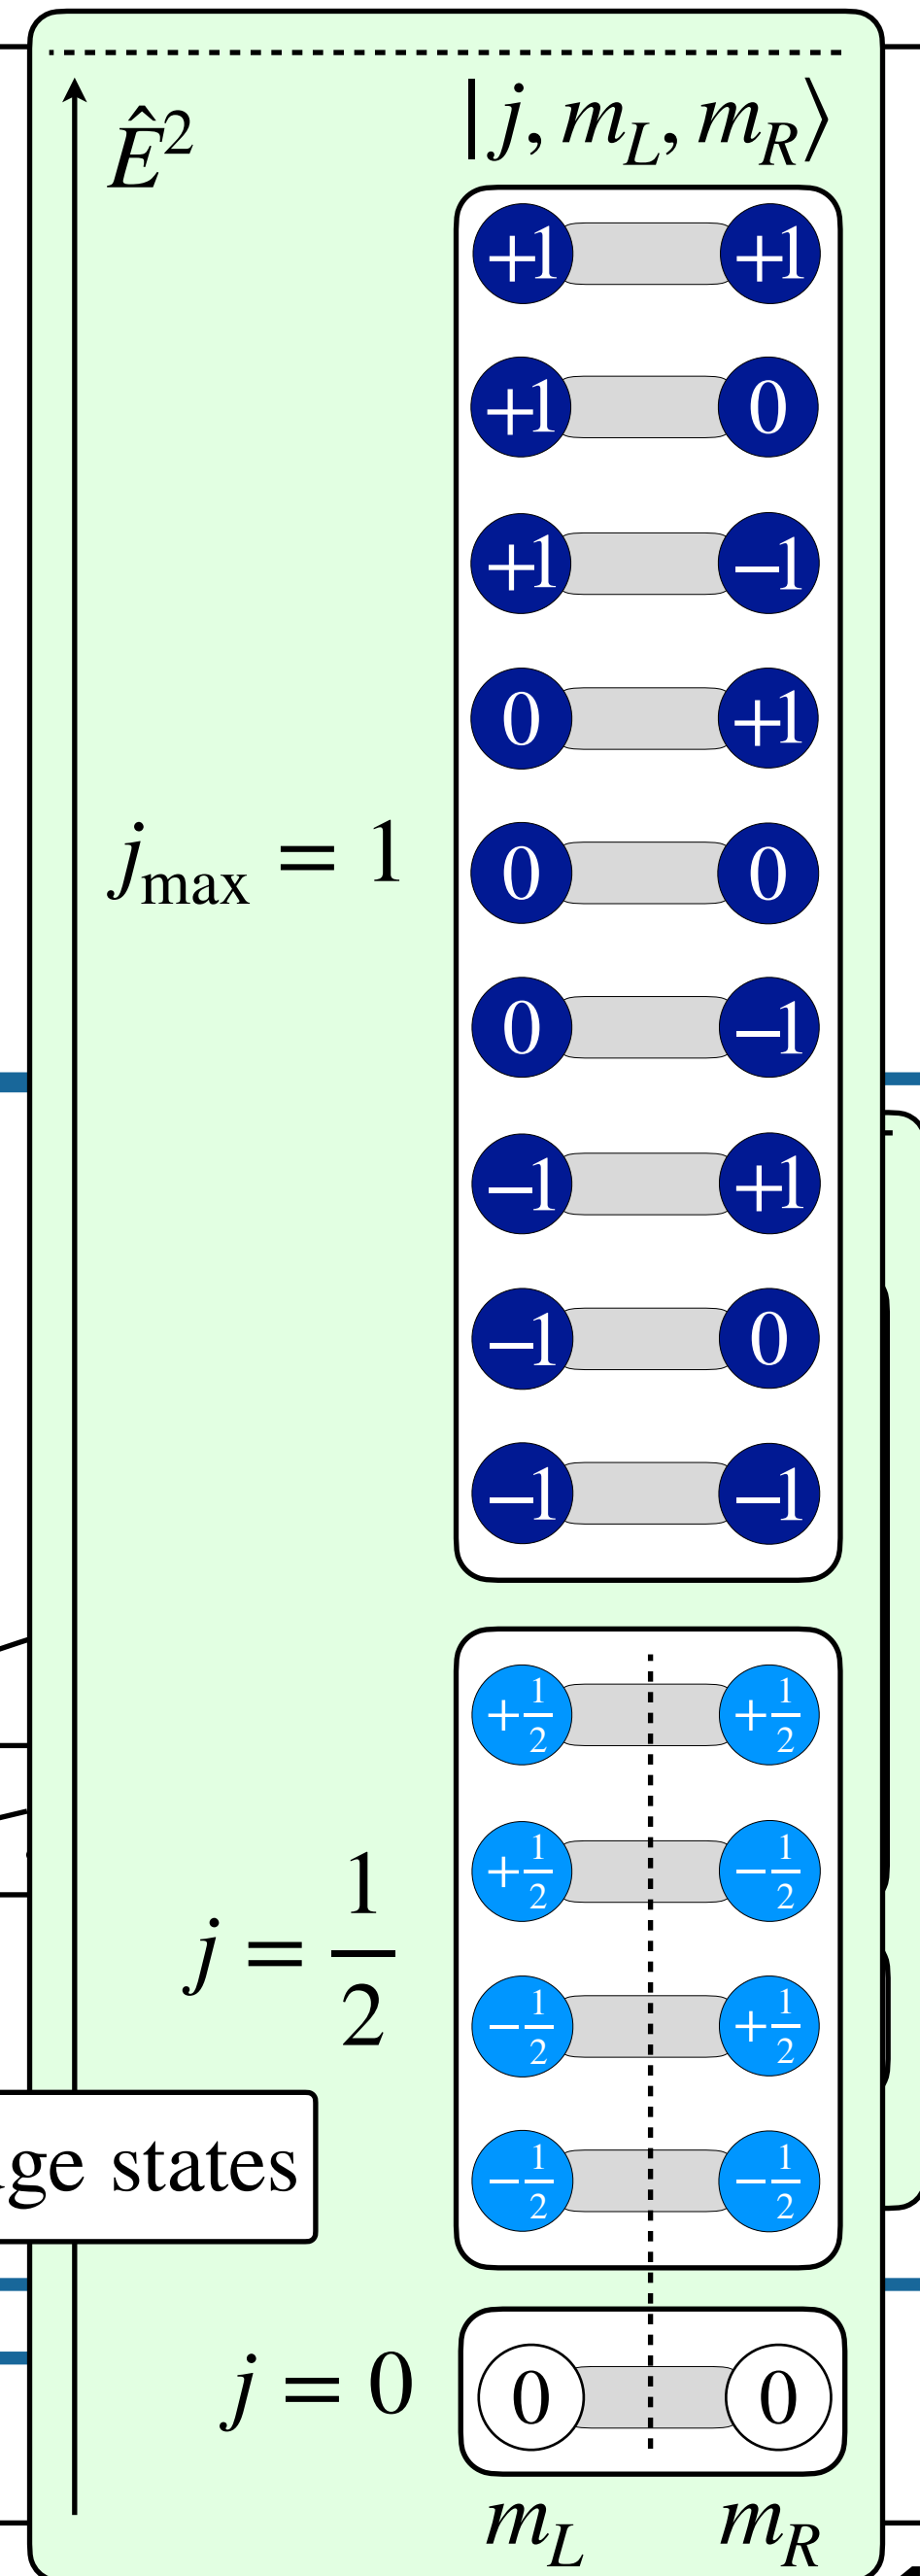 Ê²
|j, m_L, m_R⟩
+1 +1
+1 0
+1 −1
0 +1
j_max = 1
0 0
0 −1
−1 +1
−1 0
−1 −1
+1/2 +1/2
+1/2 −1/2
j = 1/2
−1/2 +1/2
states
−1/2 −1/2
j = 0
0 0
m_L m_R